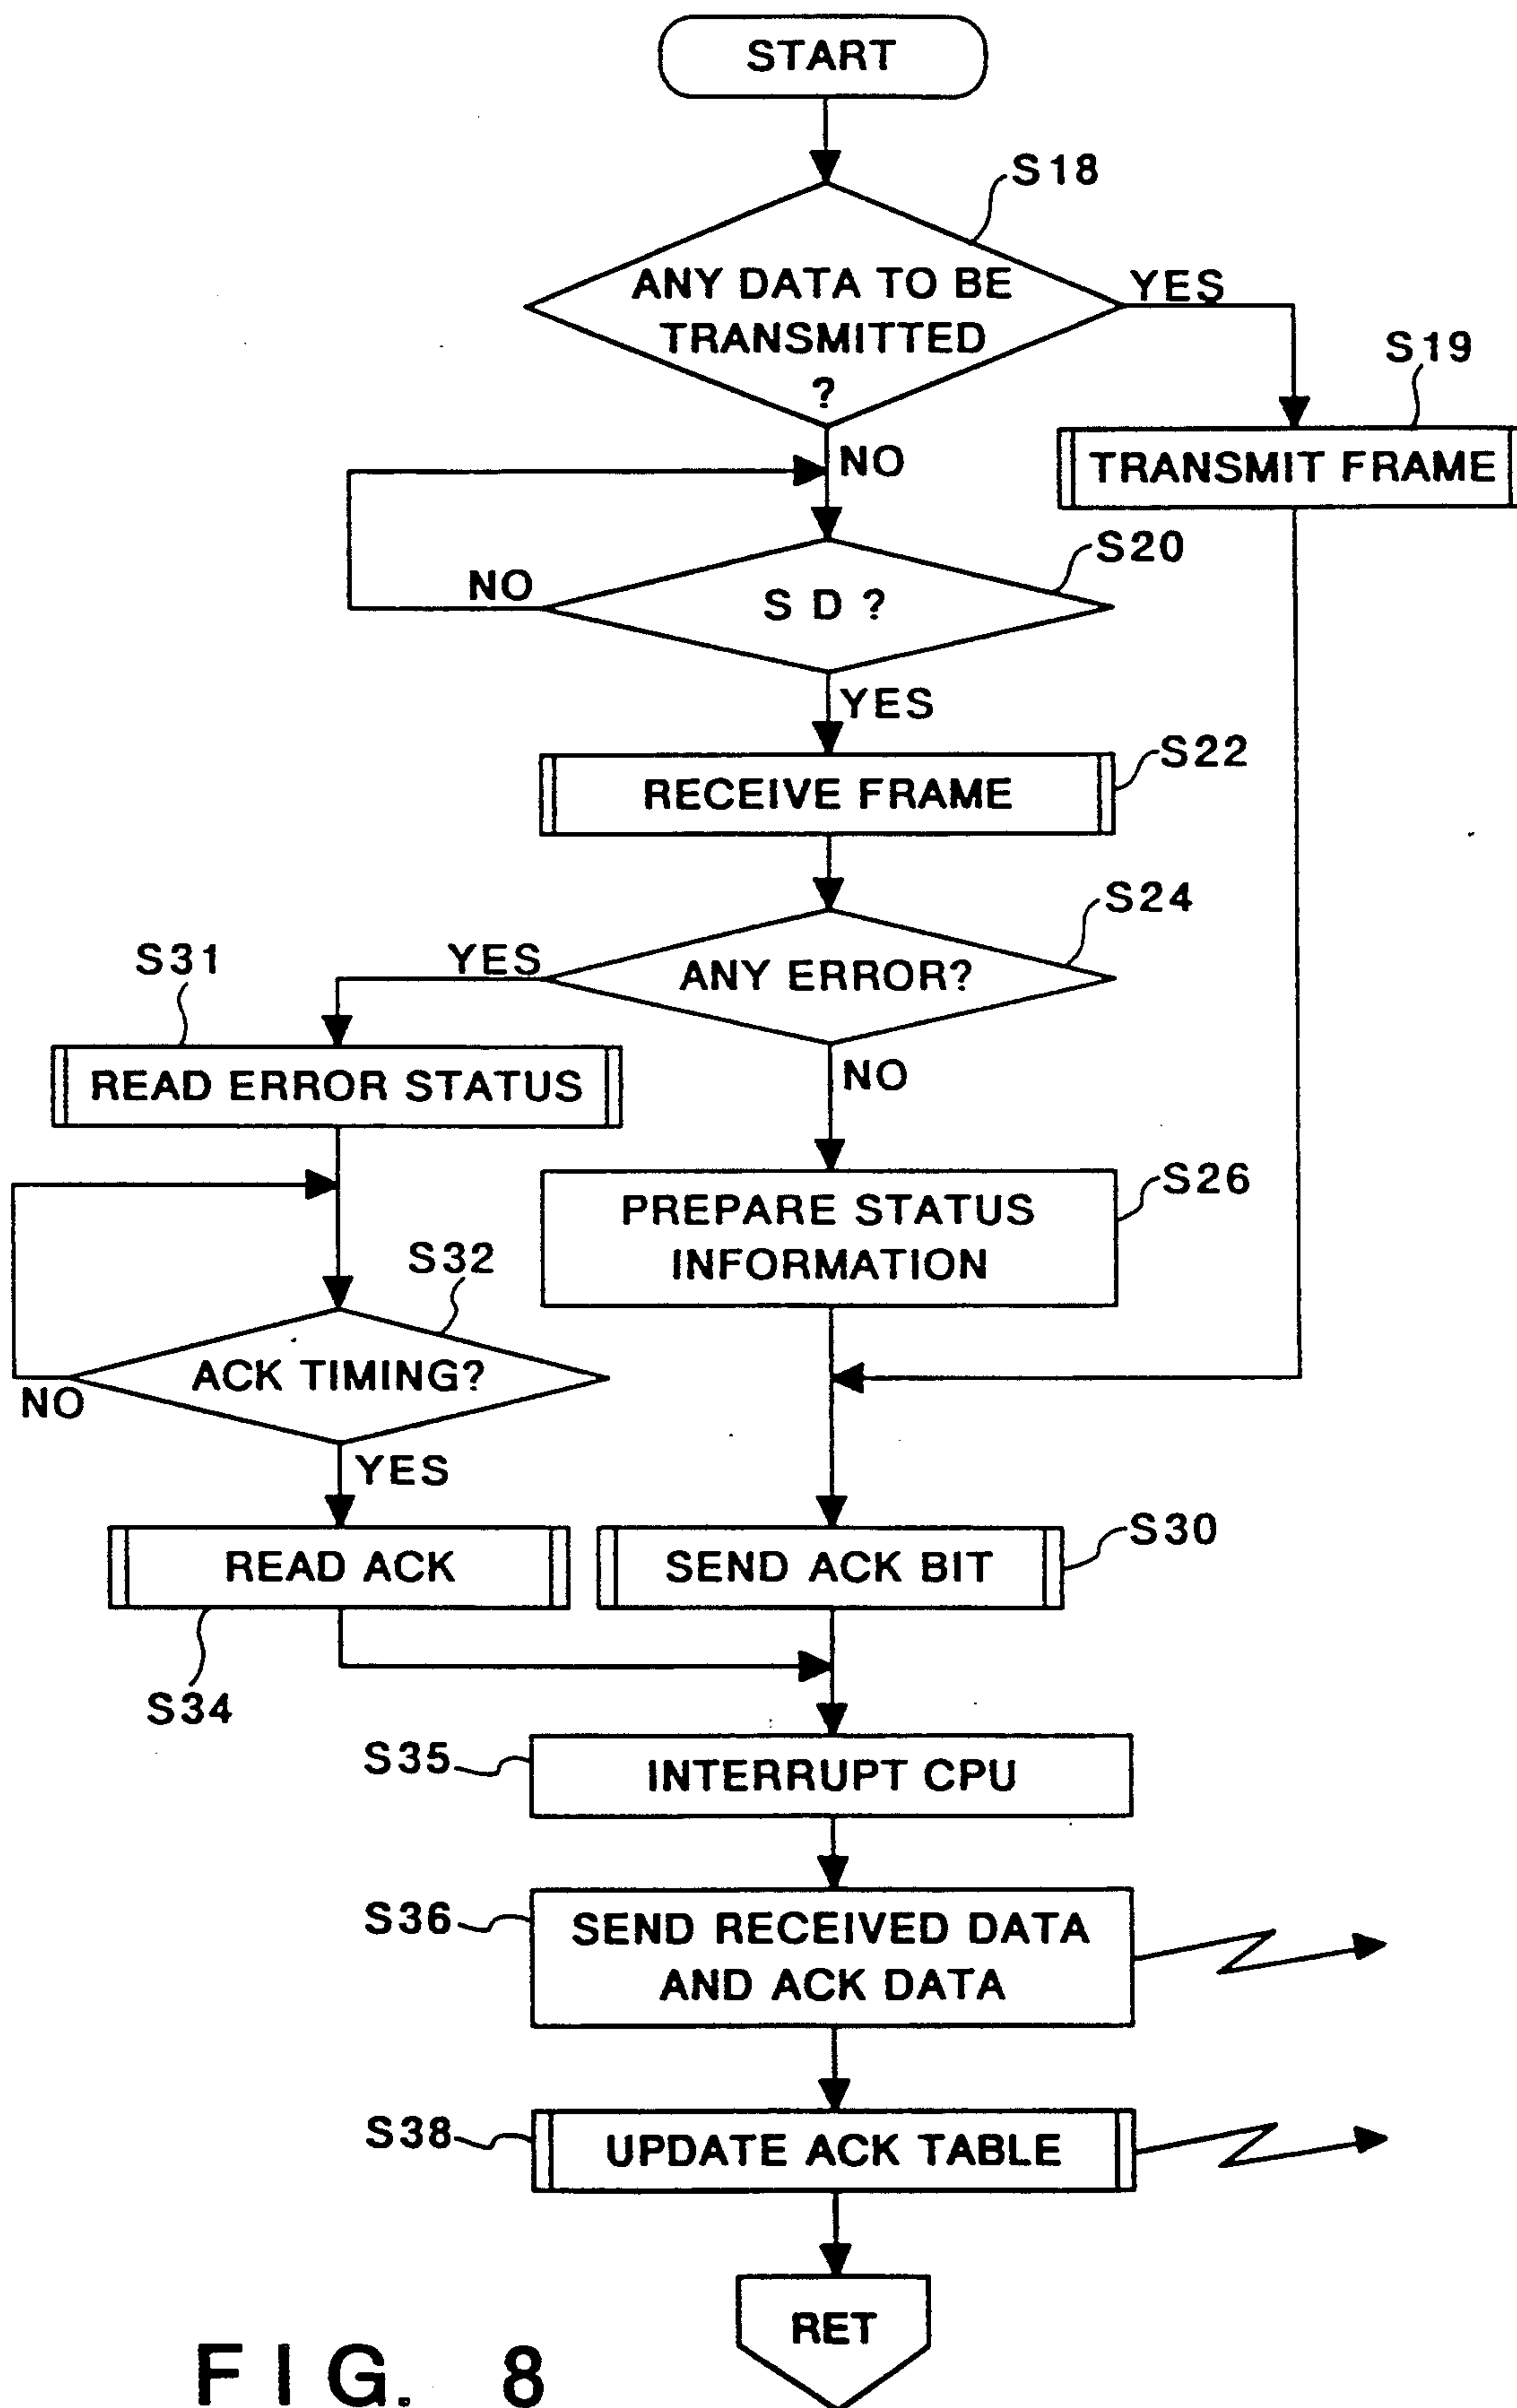 START
S18
ANY DATA TO BE
TRANSMITTED
?
YES
S19
TRANSMIT FRAME
NO
S20
S D ?
NO
YES
S22
RECEIVE FRAME
S24
ANY ERROR?
YES
S31
READ ERROR STATUS
NO
S26
PREPARE STATUS
INFORMATION
S32
ACK TIMING?
NO
YES
READ ACK
S34
SEND ACK BIT
S30
S35
INTERRUPT CPU
S36
SEND RECEIVED DATA
AND ACK DATA
S38
UPDATE ACK TABLE
RET
FIG. 8